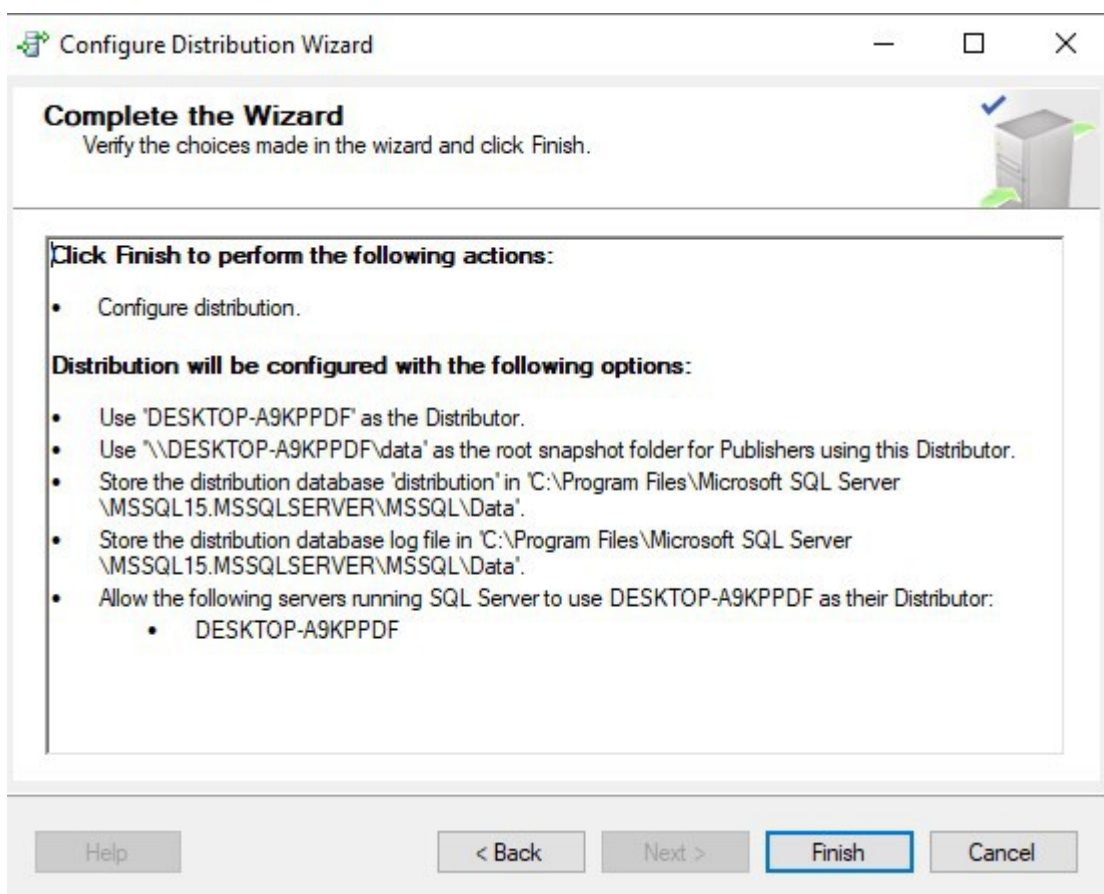 Configure Distribution Wizard
Complete the Wizard
Verify the choices made in the wizard and click Finish.
Click Finish to perform the following actions:
• Configure distribution.
Distribution will be configured with the following options:
• Use 'DESKTOP-A9KPPDF' as the Distributor.
• Use '\\DESKTOP-A9KPPDF\data' as the root snapshot folder for Publishers using this Distributor.
• Store the distribution database 'distribution' in 'C:\Program Files\Microsoft SQL Server
\MSSQL15.MSSQLSERVER\MSSQL\Data'.
• Store the distribution database log file in 'C:\Program Files\Microsoft SQL Server
\MSSQL15.MSSQLSERVER\MSSQL\Data'.
• Allow the following servers running SQL Server to use DESKTOP-A9KPPDF as their Distributor:
• DESKTOP-A9KPPDF
Help
< Back
Next >
Finish
Cancel